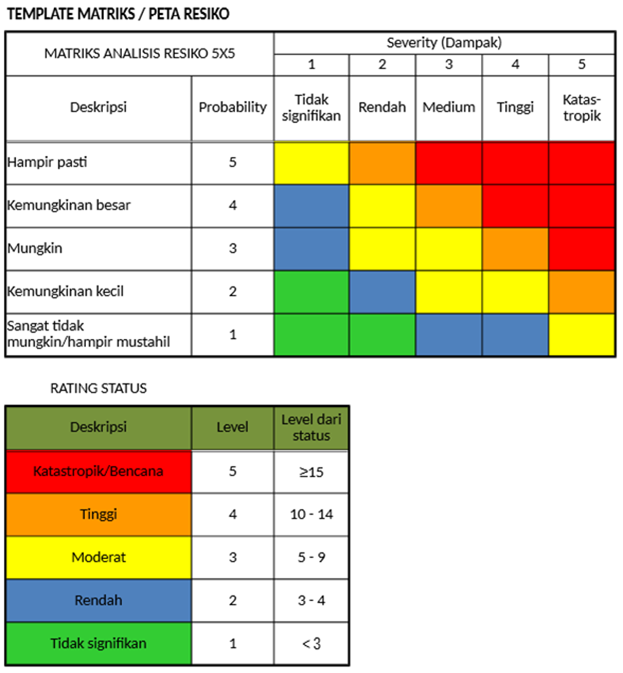 TEMPLATE MATRIKS / PETA RESIKO
MATRIKS ANALISIS RESIKO 5X5
Severity (Dampak)
1 2 3 4 5
Deskripsi Probability Tidak signifikan Rendah Medium Tinggi Katas-tropik
Hampir pasti 5
Kemungkinan besar 4
Mungkin 3
Kemungkinan kecil 2
Sangat tidak
mungkin/hampir mustahil 1
RATING STATUS
Deskripsi Level Level dari status
Katastropik/Bencana 5 ≥15
Tinggi 4 10 - 14
Moderat 3 5 - 9
Rendah 2 3 - 4
Tidak signifikan 1 < 3